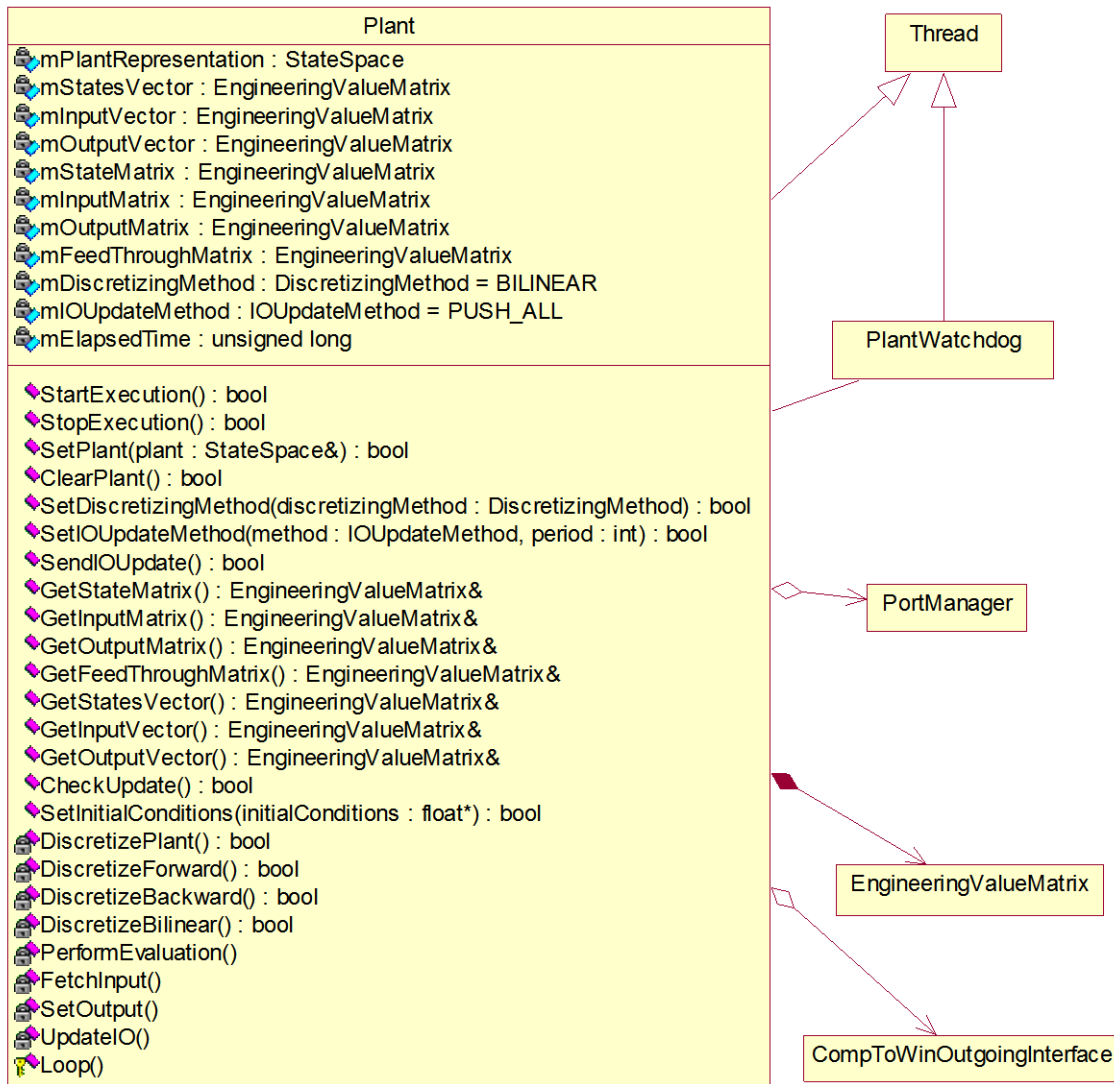 Plant
mPlantRepresentation : StateSpace
mStatesVector : EngineeringValueMatrix
mInputVector : EngineeringValueMatrix
mOutputVector : EngineeringValueMatrix
mStateMatrix : EngineeringValueMatrix
mInputMatrix : EngineeringValueMatrix
mOutputMatrix : EngineeringValueMatrix
mFeedThroughMatrix : EngineeringValueMatrix
mDiscretizingMethod : DiscretizingMethod = BILINEAR
mIOUpdateMethod : IOUpdateMethod = PUSH_ALL
mElapsedTime : unsigned long
StartExecution() : bool
StopExecution() : bool
SetPlant(plant : StateSpace&) : bool
ClearPlant() : bool
SetDiscretizingMethod(discretizingMethod : DiscretizingMethod) : bool
SetIOUpdateMethod(method : IOUpdateMethod, period : int) : bool
SendIOUpdate() : bool
GetStateMatrix() : EngineeringValueMatrix&
GetInputMatrix() : EngineeringValueMatrix&
GetOutputMatrix() : EngineeringValueMatrix&
GetFeedThroughMatrix() : EngineeringValueMatrix&
GetStatesVector() : EngineeringValueMatrix&
GetInputVector() : EngineeringValueMatrix&
GetOutputVector() : EngineeringValueMatrix&
CheckUpdate() : bool
SetInitialConditions(initialConditions : float*) : bool
DiscretizePlant() : bool
DiscretizeForward() : bool
DiscretizeBackward() : bool
DiscretizeBilinear() : bool
PerformEvaluation()
FetchInput()
SetOutput()
UpdateIO()
Loop()
Thread
PlantWatchdog
PortManager
EngineeringValueMatrix
CompToWinOutgoingInterface